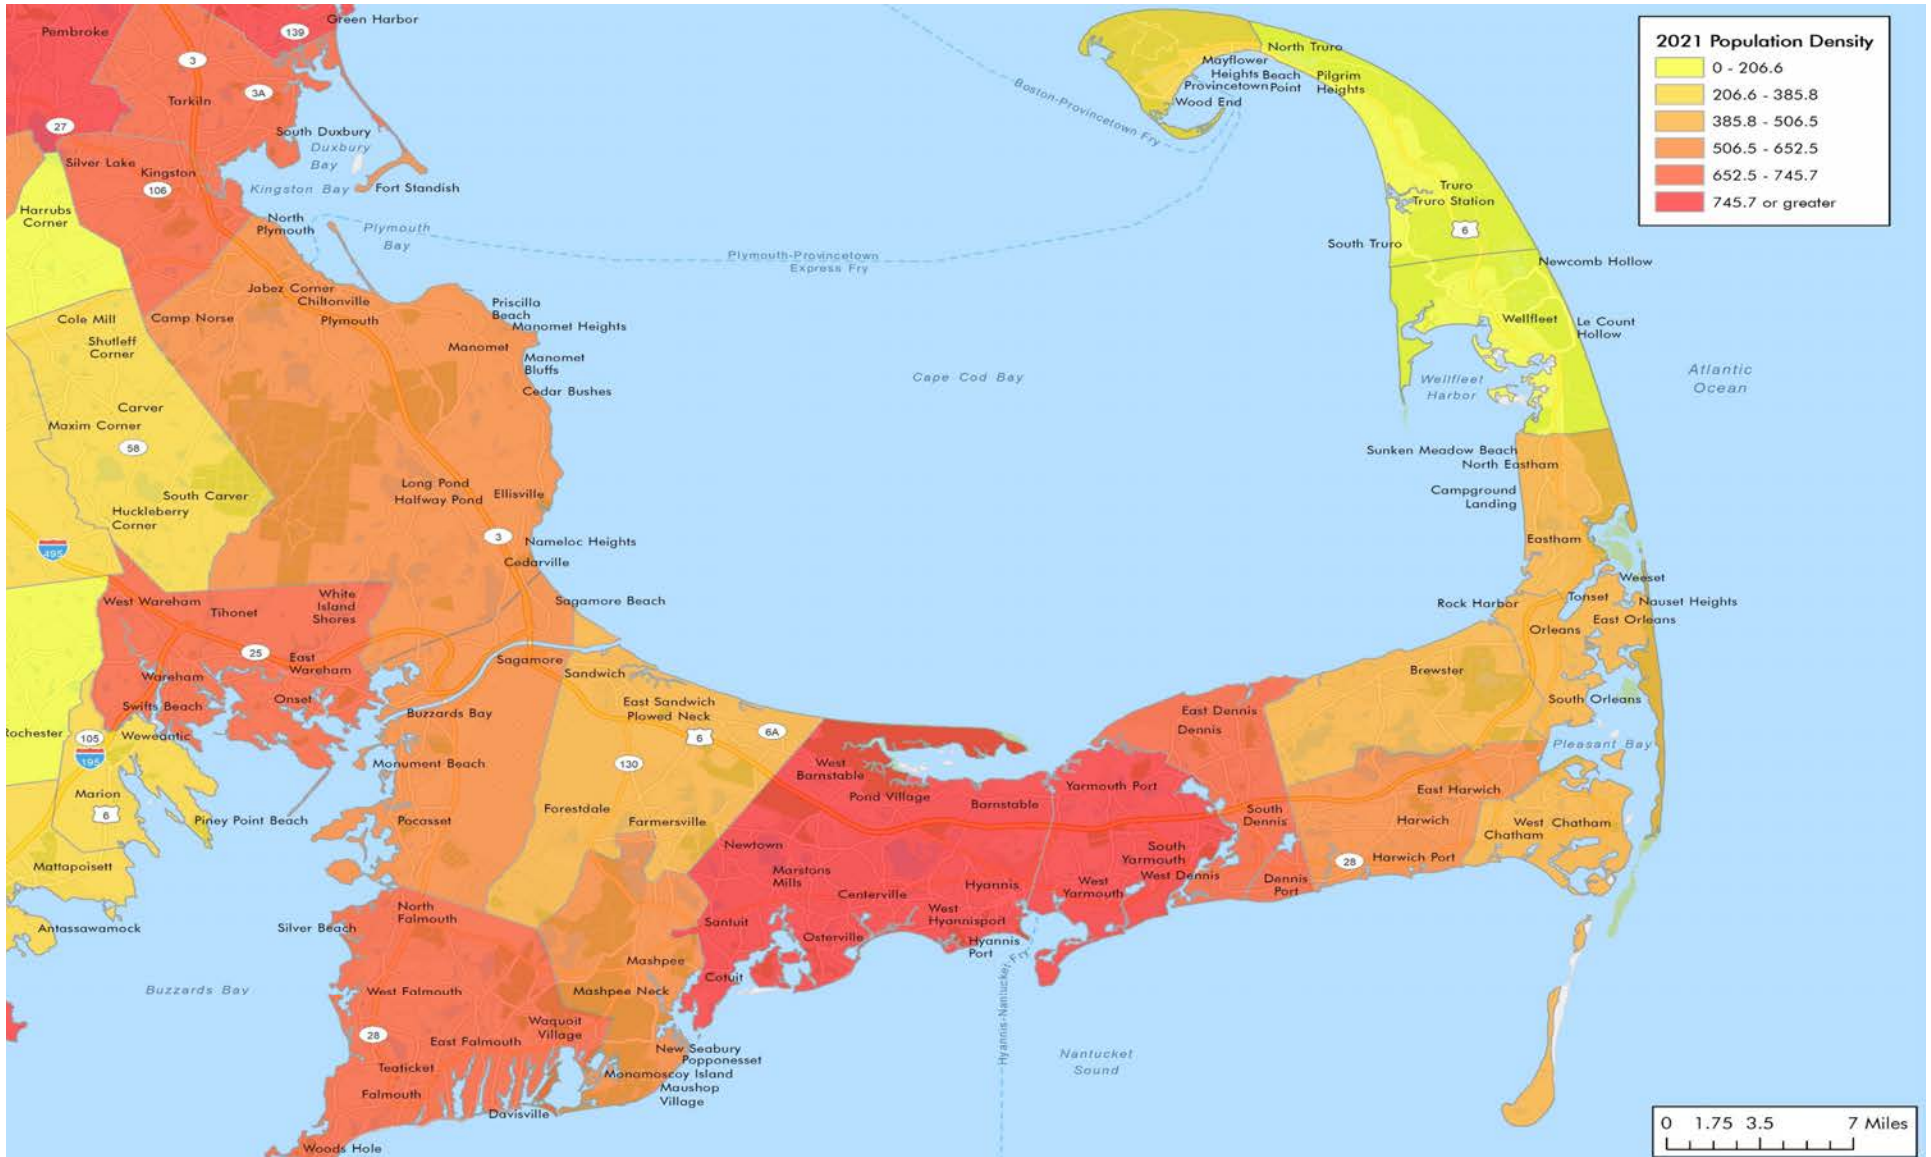 Green Harbor
Pembroke
139
3
3A
Tarkiln
27
South Duxbury
Duxbury
Bay
Silver Lake
Kingston
106
Kingston Bay
Fort Standish
Harrubs
Corner
North
Plymouth
Plymouth
Bay
Boston-Provincetown Fry
Plymouth-Provincetown
Express Fry
North Truro
Mayflower
Heights
Beach
Point
Pilgrim
Heights
Provincetown
Wood End
2021 Population Density
0 - 206.6
206.6 - 385.8
385.8 - 506.5
506.5 - 652.5
652.5 - 745.7
745.7 or greater
Truro
Truro Station
6
South Truro
Newcomb Hollow
Jabez Corner
Chiltonville
Cole Mill
Camp Norse
Plymouth
Priscilla
Beach
Manomet Heights
Shutleff
Corner
Manomet
Manomet
Bluffs
Cedar Bushes
Wellfleet
Le Count
Hollow
Cape Cod Bay
Wellfleet
Harbor
Atlantic
Ocean
Carver
Maxim Corner
58
Sunken Meadow Beach
North Eastham
Long Pond
Halfway Pond
Ellisville
South Carver
Huckleberry
Corner
Campground
Landing
495
3
Nameloc Heights
Cedarville
Eastham
Weeset
West Wareham
Tihonet
White
Island
Shores
Sagamore Beach
Rock Harbor
Tonset
Nauset Heights
East Orleans
Orleans
25
East
Wareham
Sagamore
Sandwich
Brewster
Wareham
Onset
Swifts Beach
Buzzards Bay
East Sandwich
Plowed Neck
6
6A
East Dennis
Dennis
South Orleans
Rochester
105
195
Weweantic
Pleasant Bay
Monument Beach
130
West
Barnstable
Pond Village
Barnstable
Yarmouth Port
East Harwich
Marion
6
Piney Point Beach
Pocasset
Forestdale
Farmersville
South
Dennis
Harwich
West Chatham
Chatham
Newtown
South
Yarmouth
West Dennis
28
Harwich Port
Mattapoisett
Marstons
Mills
Centerville
Hyannis
West
Yarmouth
Dennis
Port
North
Falmouth
Silver Beach
Antassawamock
Santuit
West
Hyannisport
Osterville
Hyannis
Port
Mashpee
Cotuit
Buzzards Bay
West Falmouth
Mashpee Neck
Hyannis-Nantucket Fry
28
Waquoit
Village
East Falmouth
New Seabury
Popponesset
Nantucket
Sound
Teaticket
Monamoscoy Island
Falmouth
Maushop
Village
Davisville
Woods Hole
0 1.75 3.5 7 Miles